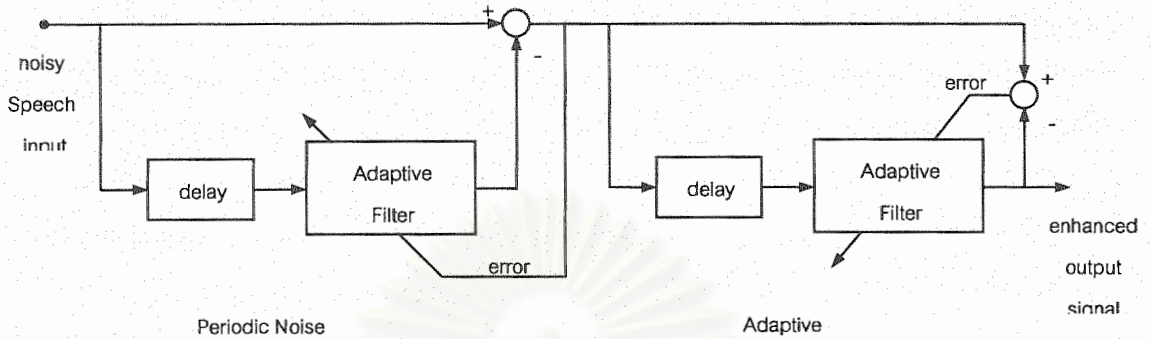 noisy
Speech
input
+
-
delay
Adaptive
Filter
error
delay
Adaptive
Filter
error
+
-
enhanced
output
signal
Periodic Noise
Adaptive